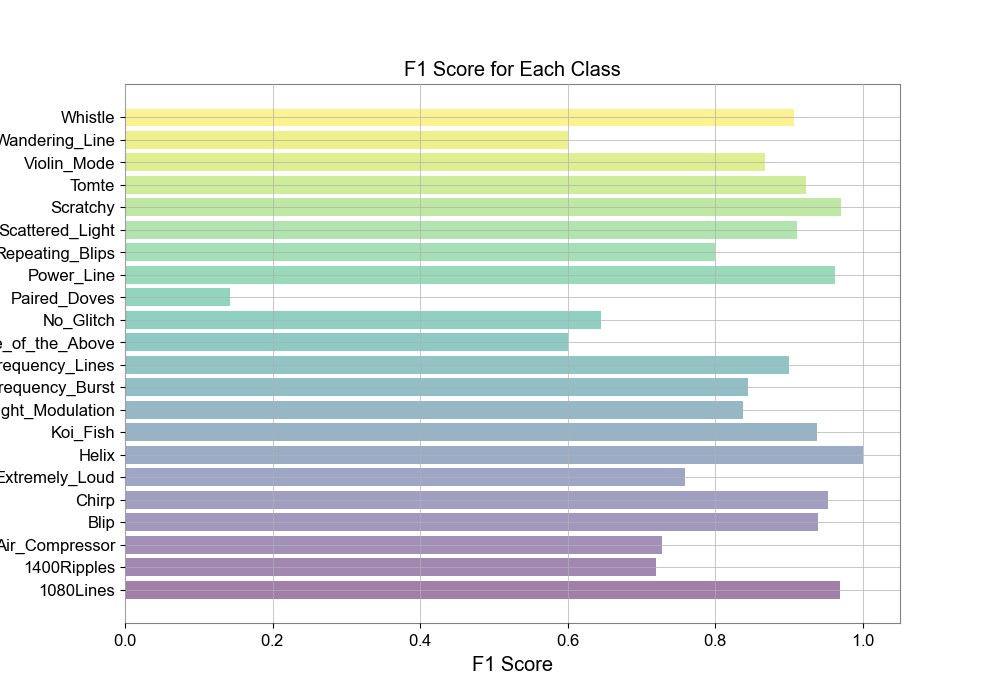 F1 Score for Each Class
Whistle
Wandering_Line
Violin_Mode
Tomte
Scratchy
Scattered_Light
Repeating_Blips
Power_Line
Paired_Doves
No_Glitch
e_of_the_Above
requency_Lines
requency_Burst
ght_Modulation
Koi_Fish
Helix
Extremely_Loud
Chirp
Blip
Air_Compressor
1400Ripples
1080Lines
0.0 0.2 0.4 0.6 0.8 1.0
F1 Score